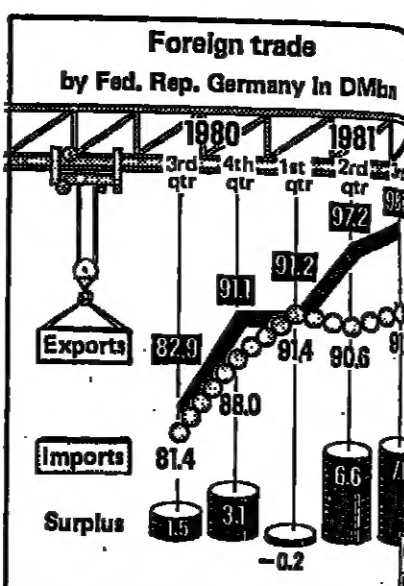 Foreign trade
by Fed. Rep. Germany in DMbn
1980 1981
3rd qtr 4th qtr 1st qtr 2rd qtr
97.2
91.2
91.1
Exports 82.9
91.4 90.6
88.0
Imports 81.4
6.6
Surplus 1.5 3.1
-0.2